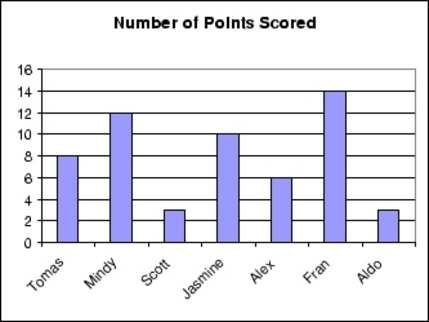 Number of Points Scored
16
14
12
10
8
6
4
2
0
Tomas
Mindy
Scott
Jasmine
Alex
Fran
Aldo